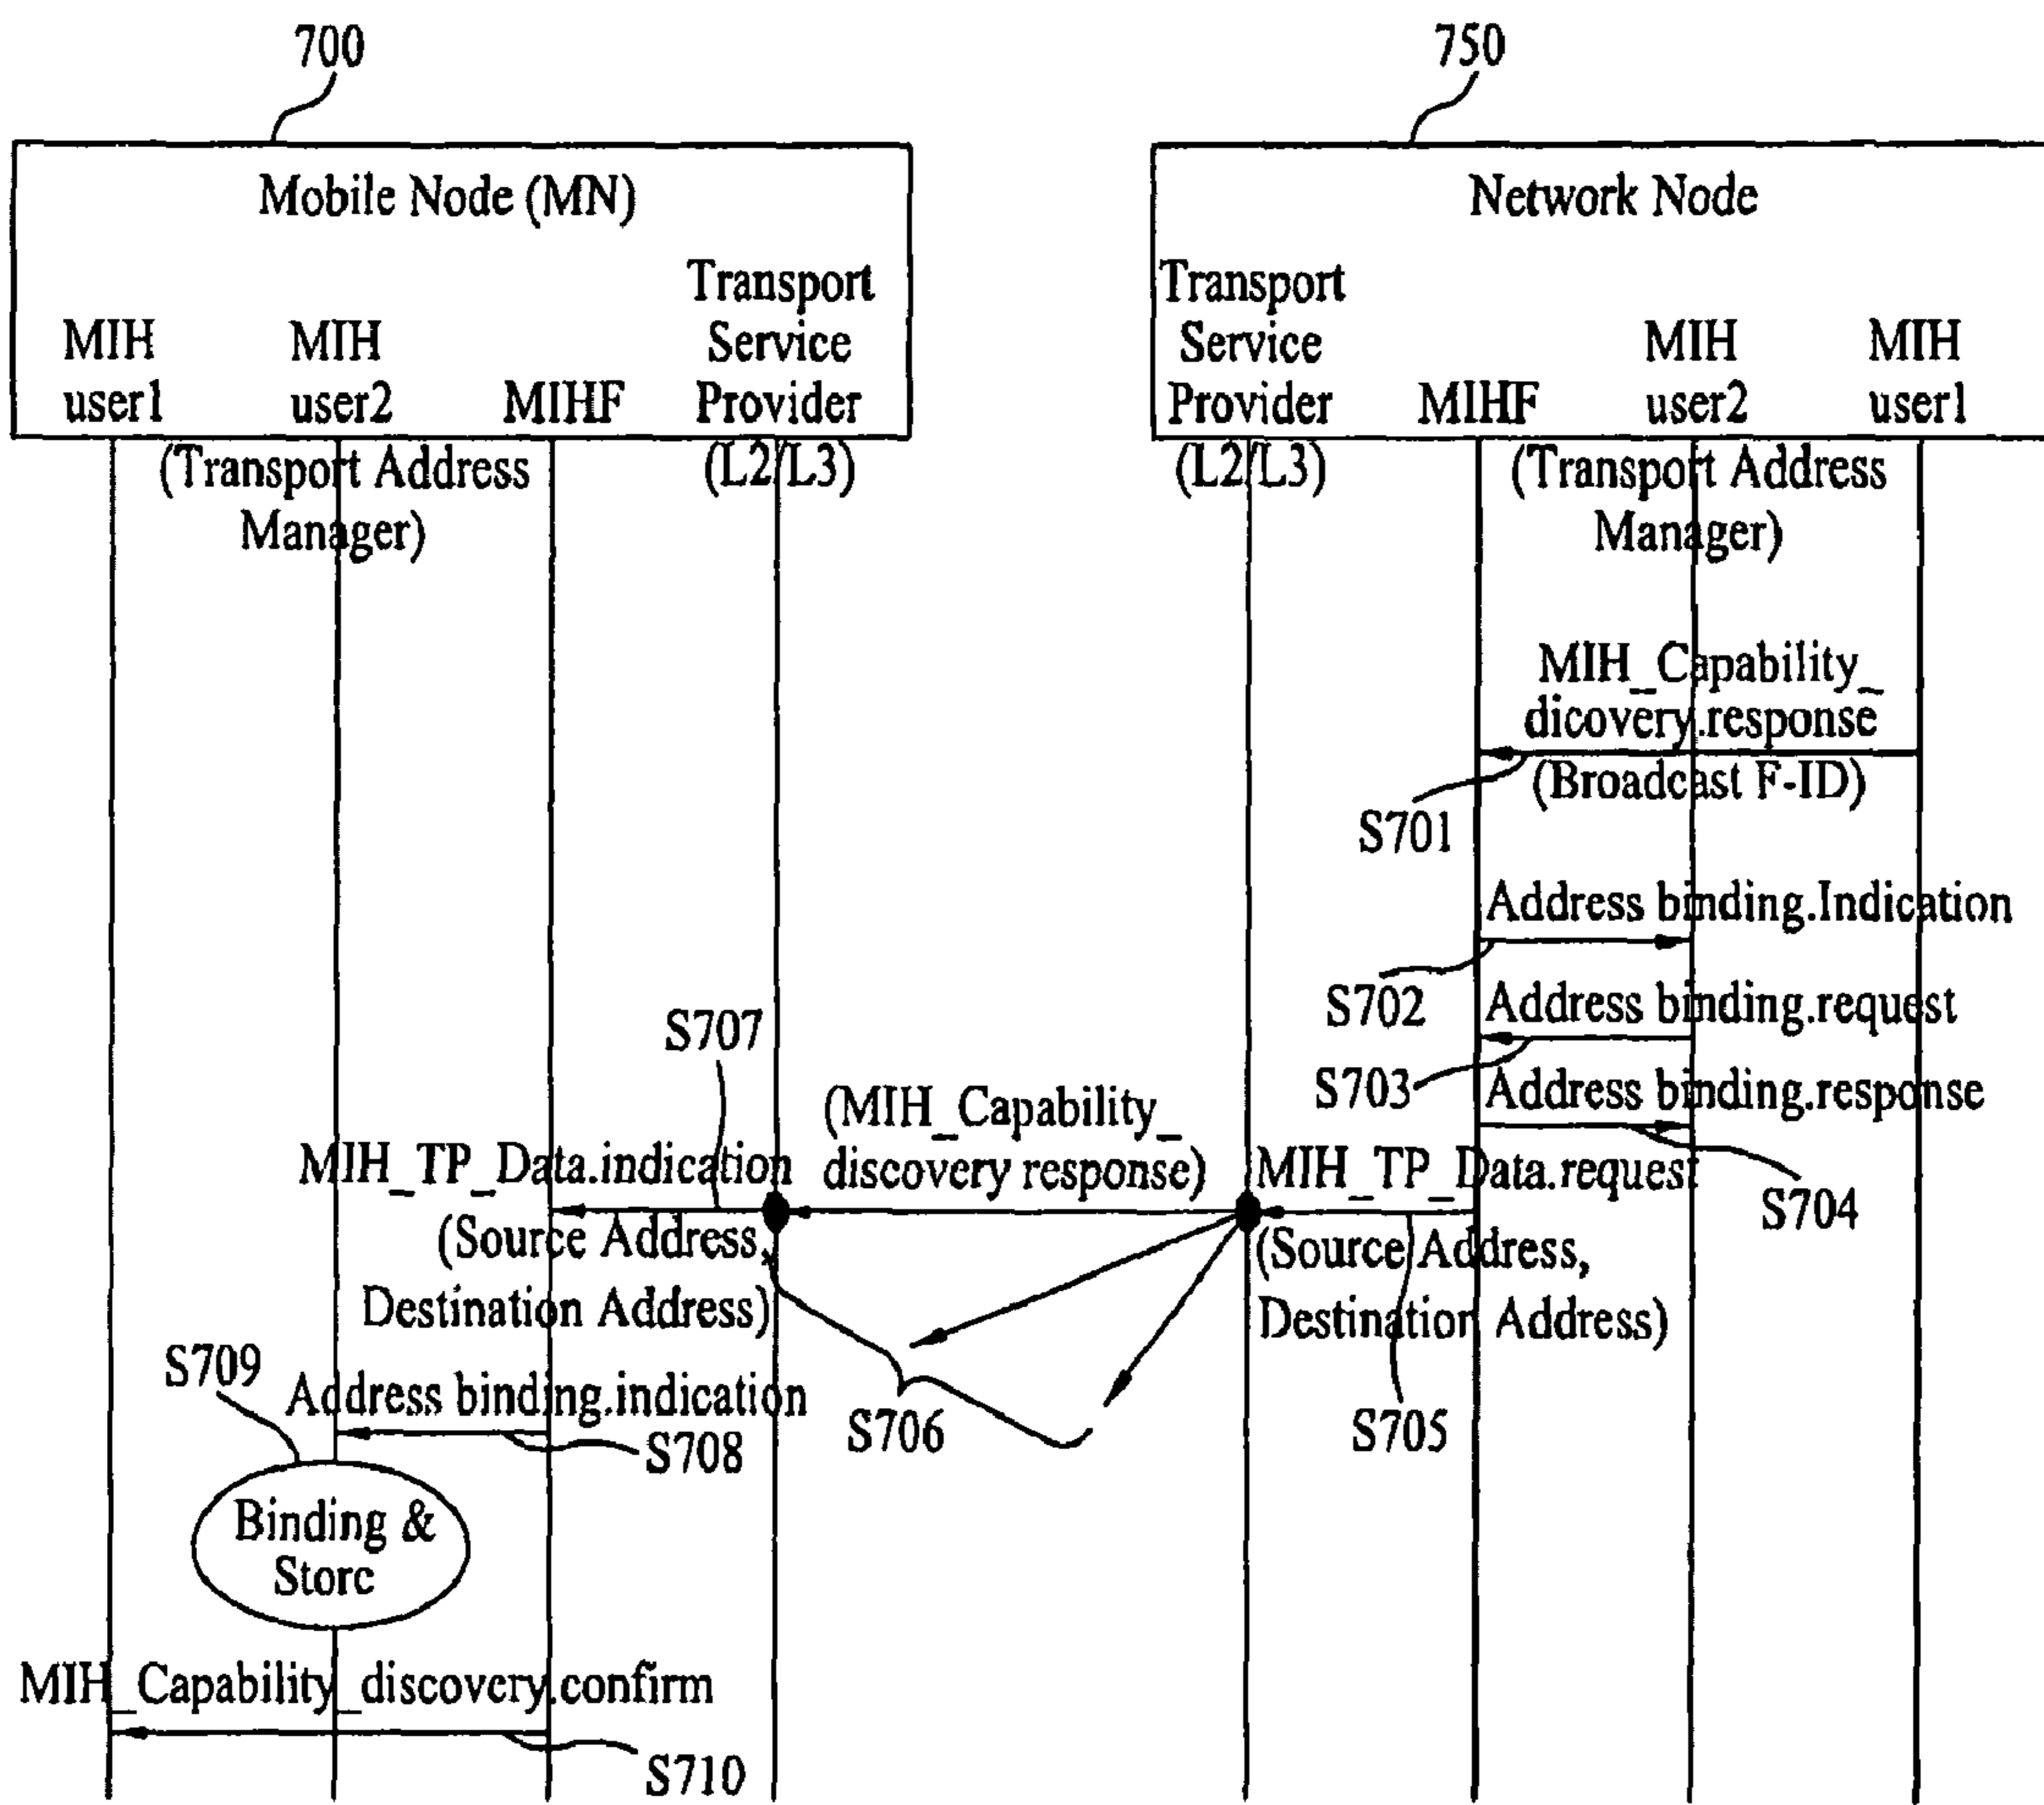 700
750
Mobile Node (MN)
Network Node
MIH
user1
MIH
user2
MIHF
Transport
Service
Provider
(L2/L3)
(Transport Address
Manager)
Transport
Service
Provider
(L2/L3)
MIHF
MIH
user2
MIH
user1
(Transport Address
Manager)
MIH_Capability_
dicovery.response
(Broadcast F-ID)
S701
Address binding.Indication
S702
Address binding.request
S703
Address binding.response
S704
S707
MIH_TP_Data.indication
(Source Address,
Destination Address)
(MIH_Capability_
discovery response)
MIH_TP_Data.request
(Source Address,
Destination Address)
S706
S705
S709
Address binding.indication
S708
Binding &
Store
MIH_Capability_discovery.confirm
S710